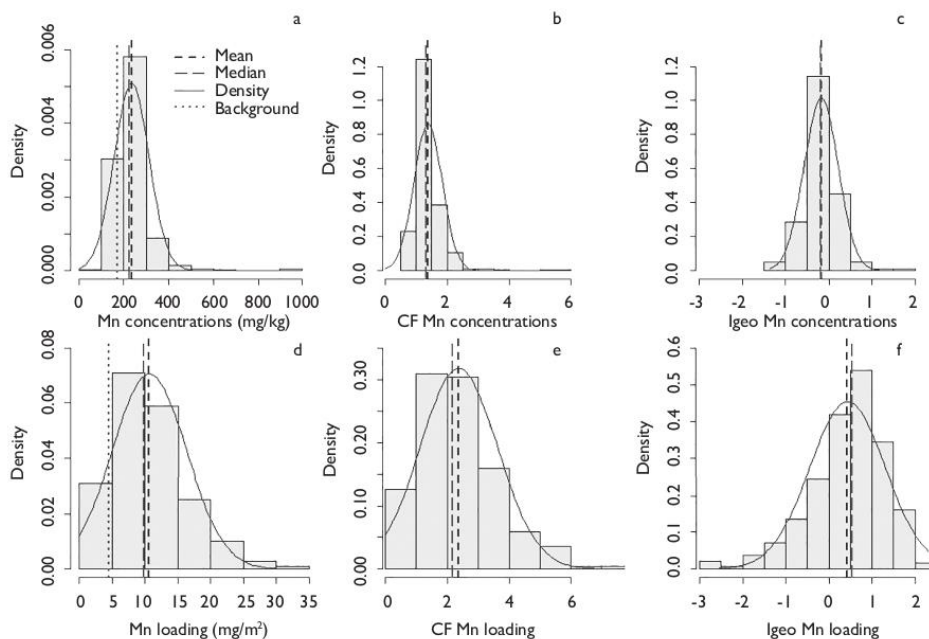 a
Density
0.000 0.002 0.004 0.006
Mean
Median
Density
Background
0 200 400 600 800 1000
Mn concentrations (mg/kg)
b
Density
0.0 0.2 0.4 0.6 0.8 1.0 1.2
0 2 4 6
CF Mn concentrations
c
Density
0.0 0.2 0.4 0.6 0.8 1.0 1.2
-3 -2 -1 0 1 2
Igeo Mn concentrations
d
Density
0.00 0.02 0.04 0.06 0.08
0 5 10 15 20 25 30 35
Mn loading (mg/m²)
e
Density
0.00 0.10 0.20 0.30
0 2 4 6
CF Mn loading
f
Density
0.0 0.1 0.2 0.3 0.4 0.5 0.6
-3 -2 -1 0 1 2
Igeo Mn loading